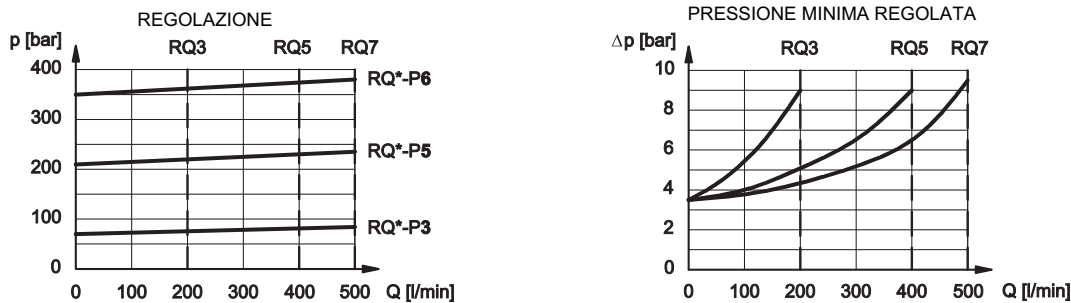 REGOLAZIONE
p [bar]
RQ3 RQ5 RQ7
400
300
200
100
0
RQ*-P6
RQ*-P5
RQ*-P3
0 100 200 300 400 500 Q [l/min]
PRESSIONE MINIMA REGOLATA
Δp [bar]
RQ3 RQ5 RQ7
10
8
6
4
2
0
0 100 200 300 400 500 Q [l/min]